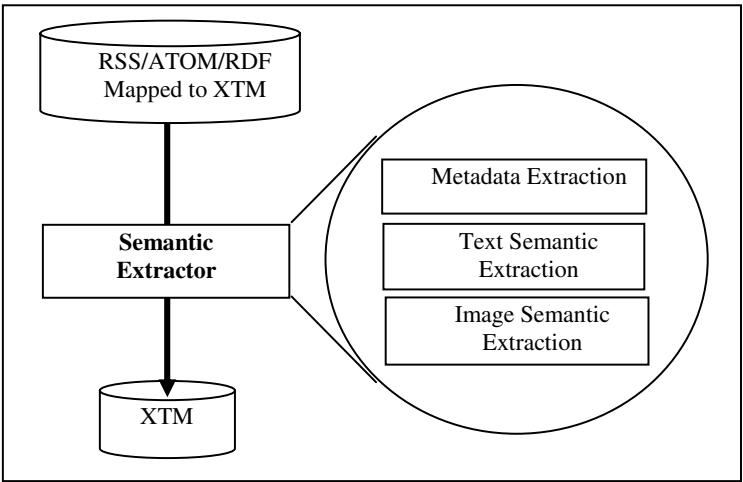 RSS/ATOM/RDF
Mapped to XTM
Semantic
Extractor
XTM
Metadata Extraction
Text Semantic
Extraction
Image Semantic
Extraction